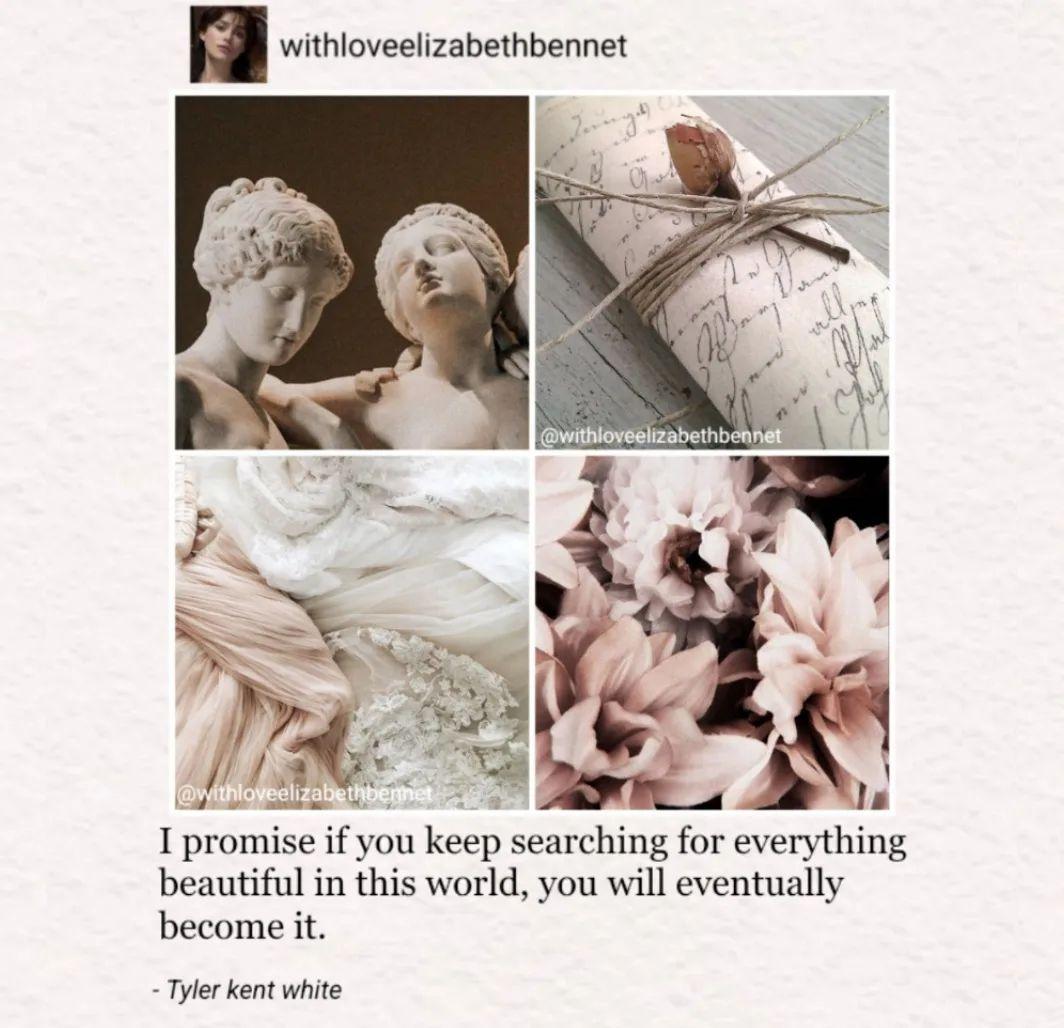 withloveelizabethbennet
@withloveelizabethbennet
@withloveelizabethbennet
I promise if you keep searching for everything
beautiful in this world, you will eventually
become it.
- Tyler kent white